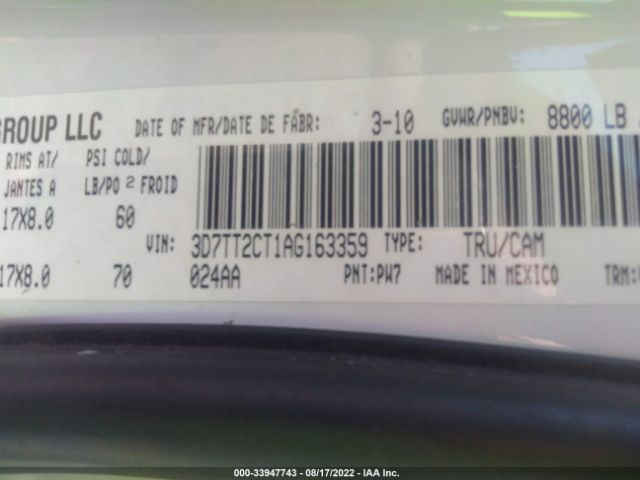 GROUP LLC DATE OF MFR/DATE DE FÁBR: 3-10 GVWR/PNBV: 8800 LB
RIMS AT/ PSI COLD/
JANTES A LB/PO 2 FROID
17X8.0 60
VIN: 3D7TT2CT1AG163359 TYPE: TRU/CAM
17X8.0 70 024AA PNT:PW7 MADE IN MEXICO TRM:
000-33947743 - 08/17/2022 - IAA Inc.